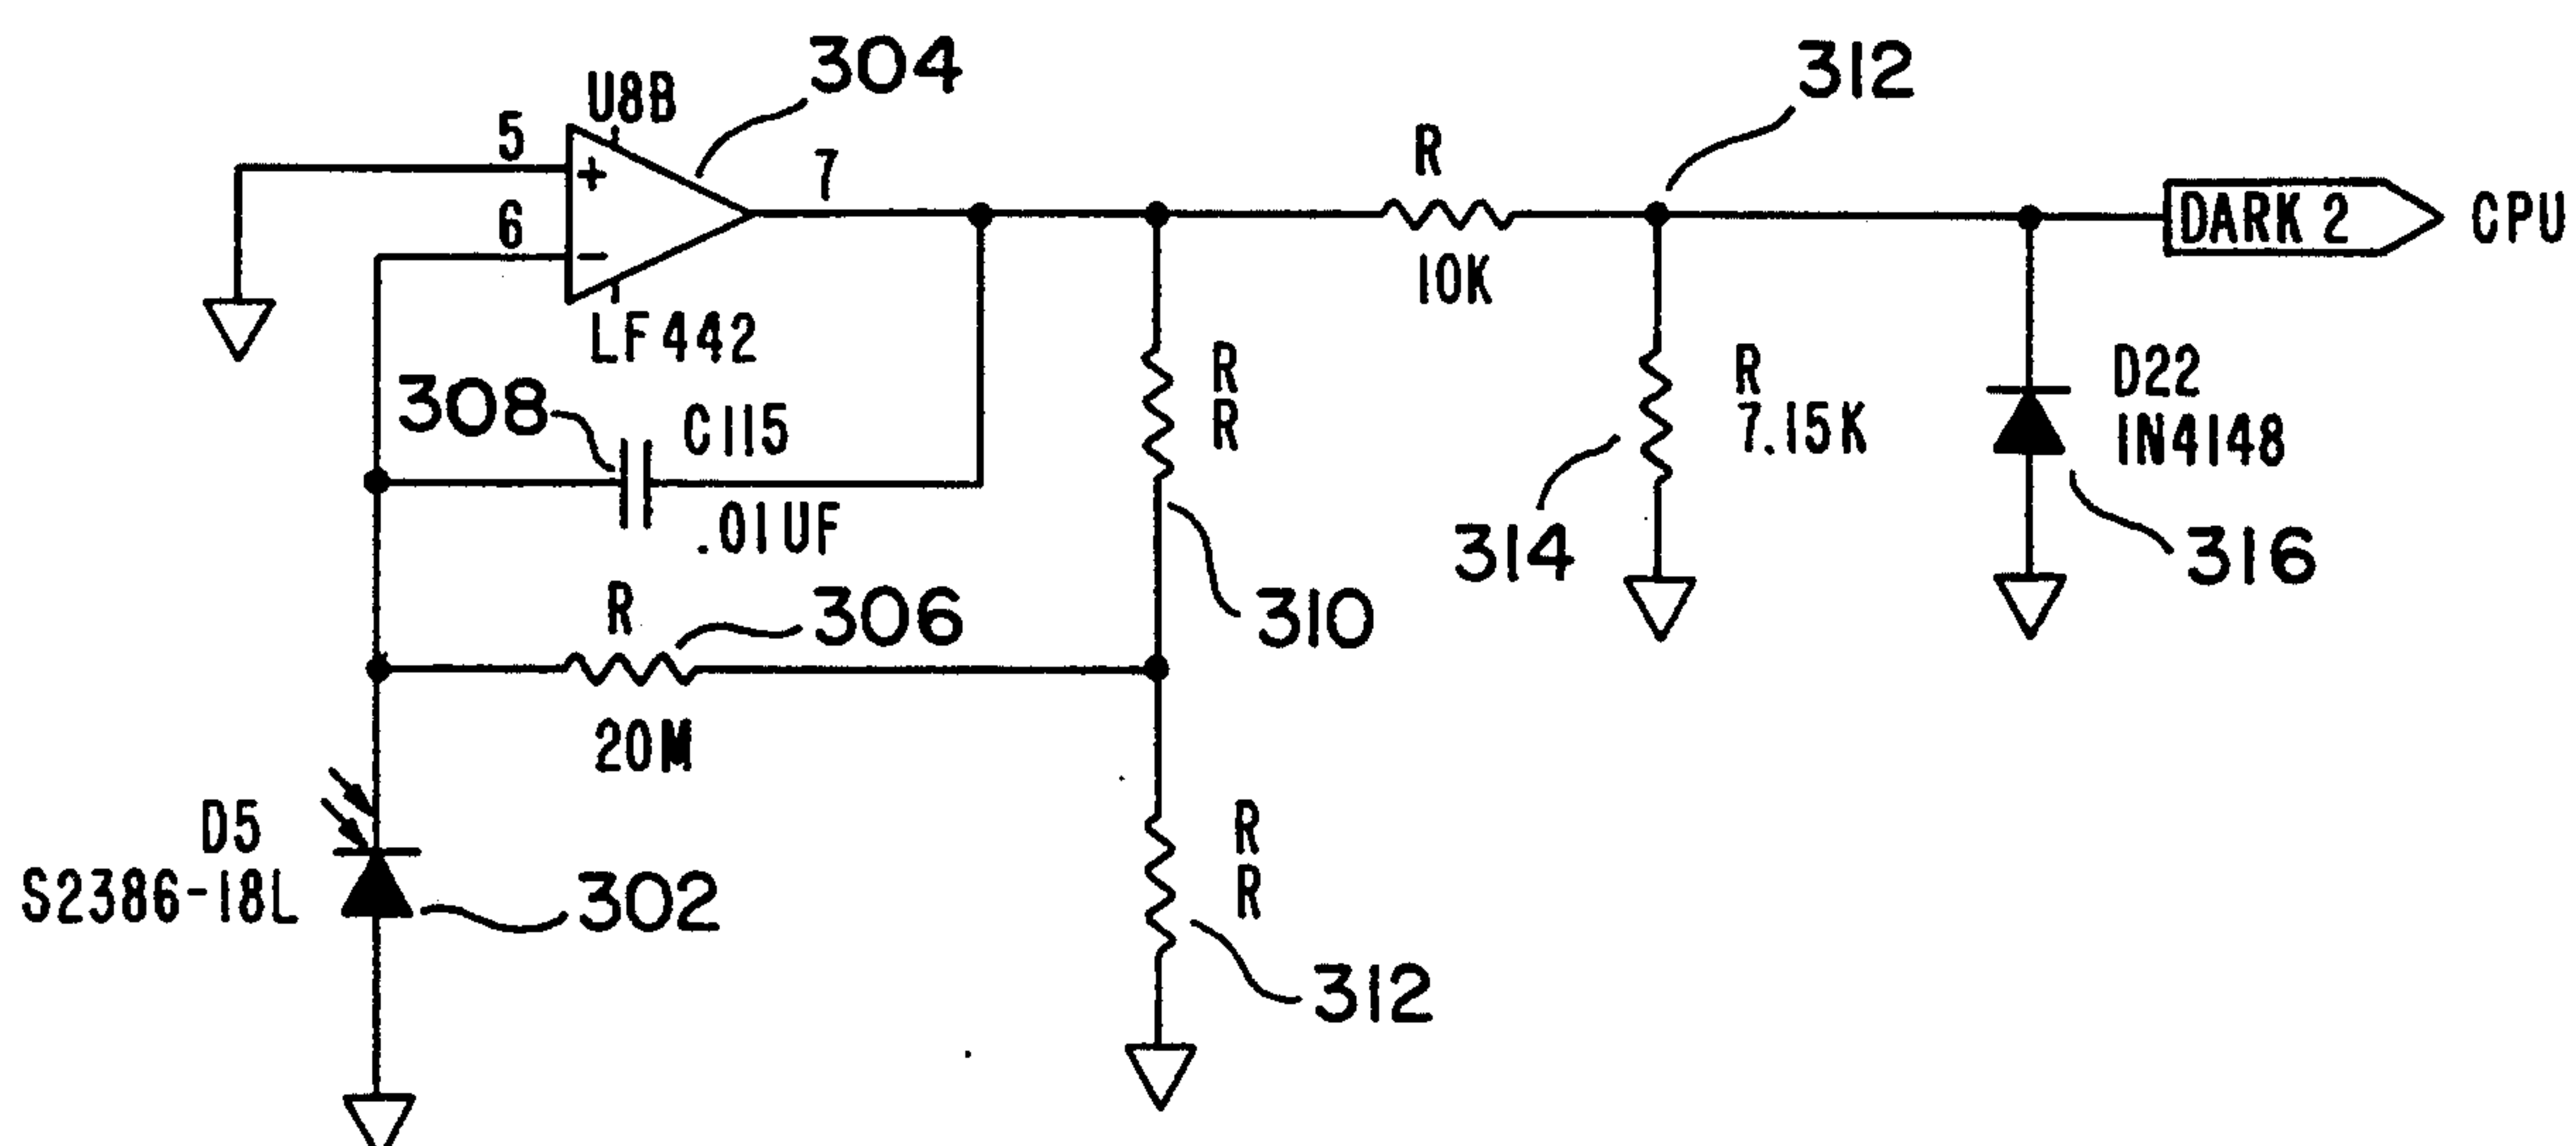 304
U8B
312
5
+
7
R
6
−
DARK 2
CPU
10K
LF442
308
C115
R
R
R
7.15K
D22
1N4148
.01UF
314
316
R
306
310
20M
D5
S2386-18L
302
R
R
312